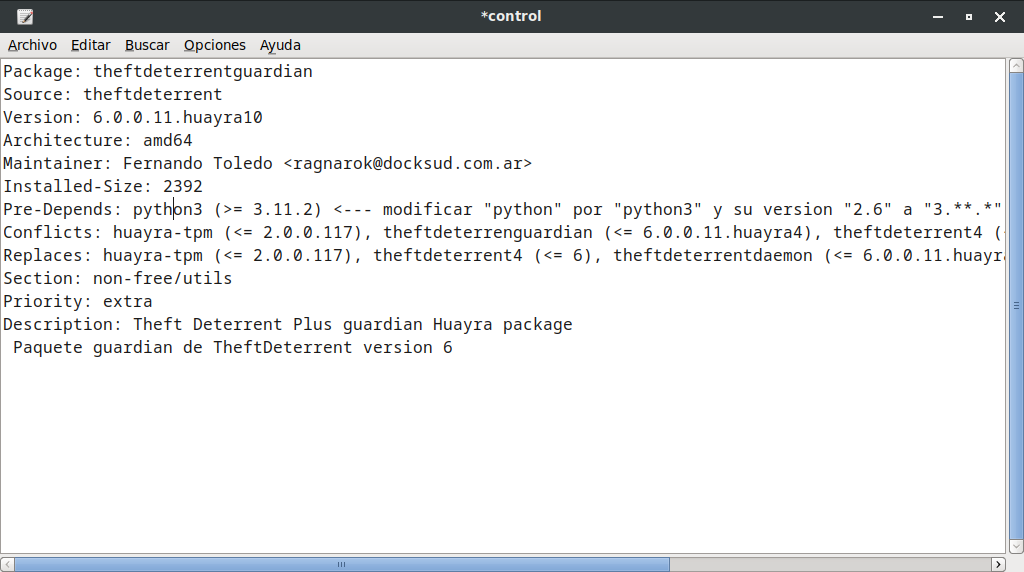 *control
Archivo Editar Buscar Opciones Ayuda
Package: theftdeterrentguardian
Source: theftdeterrent
Version: 6.0.0.11.huayra10
Architecture: amd64
Maintainer: Fernando Toledo <ragnarok@docksud.com.ar>
Installed-Size: 2392
Pre-Depends: python3 (>= 3.11.2) <--- modificar "python" por "python3" y su version "2.6" a "3.**.*"
Conflicts: huayra-tpm (<= 2.0.0.117), theftdeterrenguardian (<= 6.0.0.11.huayra4), theftdeterrent4 (
Replaces: huayra-tpm (<= 2.0.0.117), theftdeterrent4 (<= 6), theftdeterrentdaemon (<= 6.0.0.11.huayra
Section: non-free/utils
Priority: extra
Description: Theft Deterrent Plus guardian Huayra package
 Paquete guardian de TheftDeterrent version 6